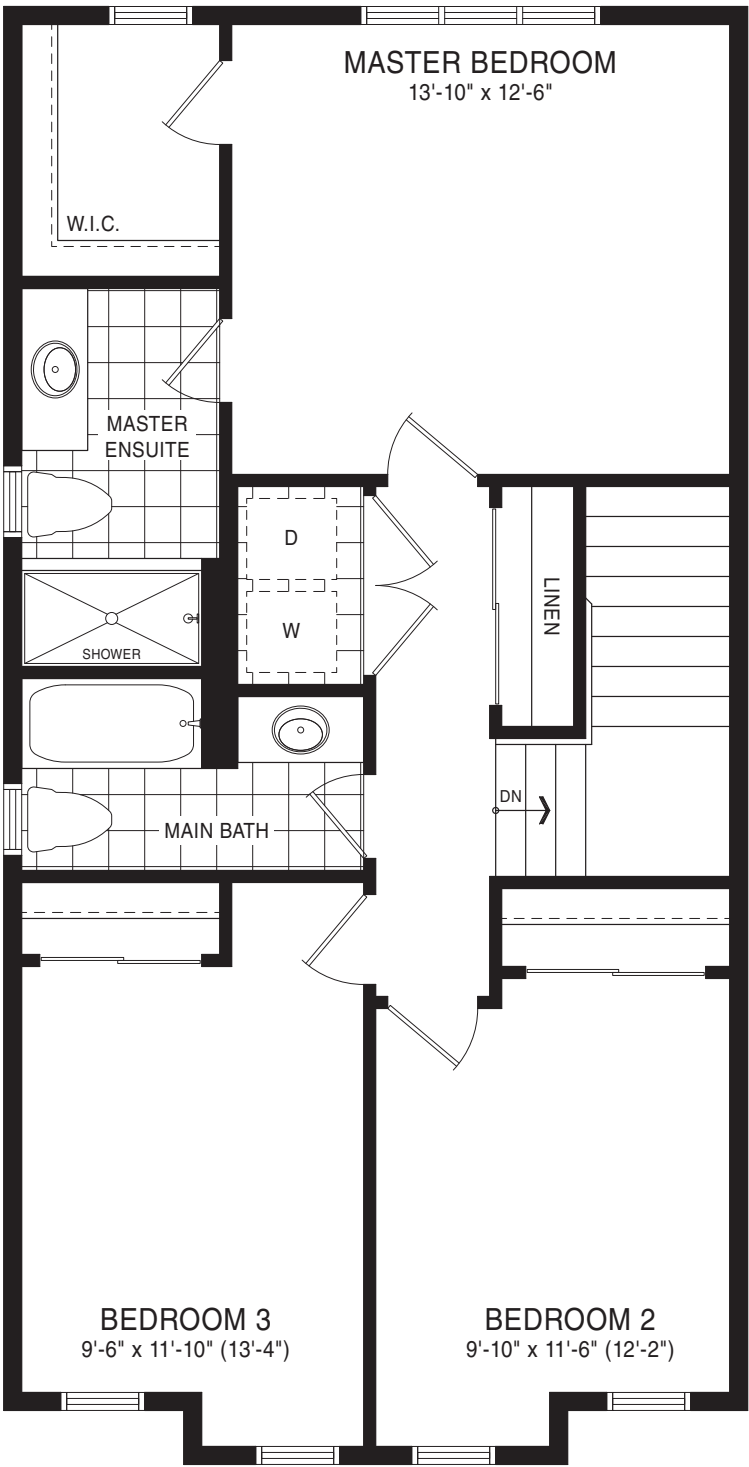 MASTER BEDROOM
13'-10" x 12'-6"
W.I.C.
MASTER
ENSUITE
D
W
LINEN
SHOWER
DN
MAIN BATH
BEDROOM 3
9'-6" x 11'-10" (13'-4")
BEDROOM 2
9'-10" x 11'-6" (12'-2")